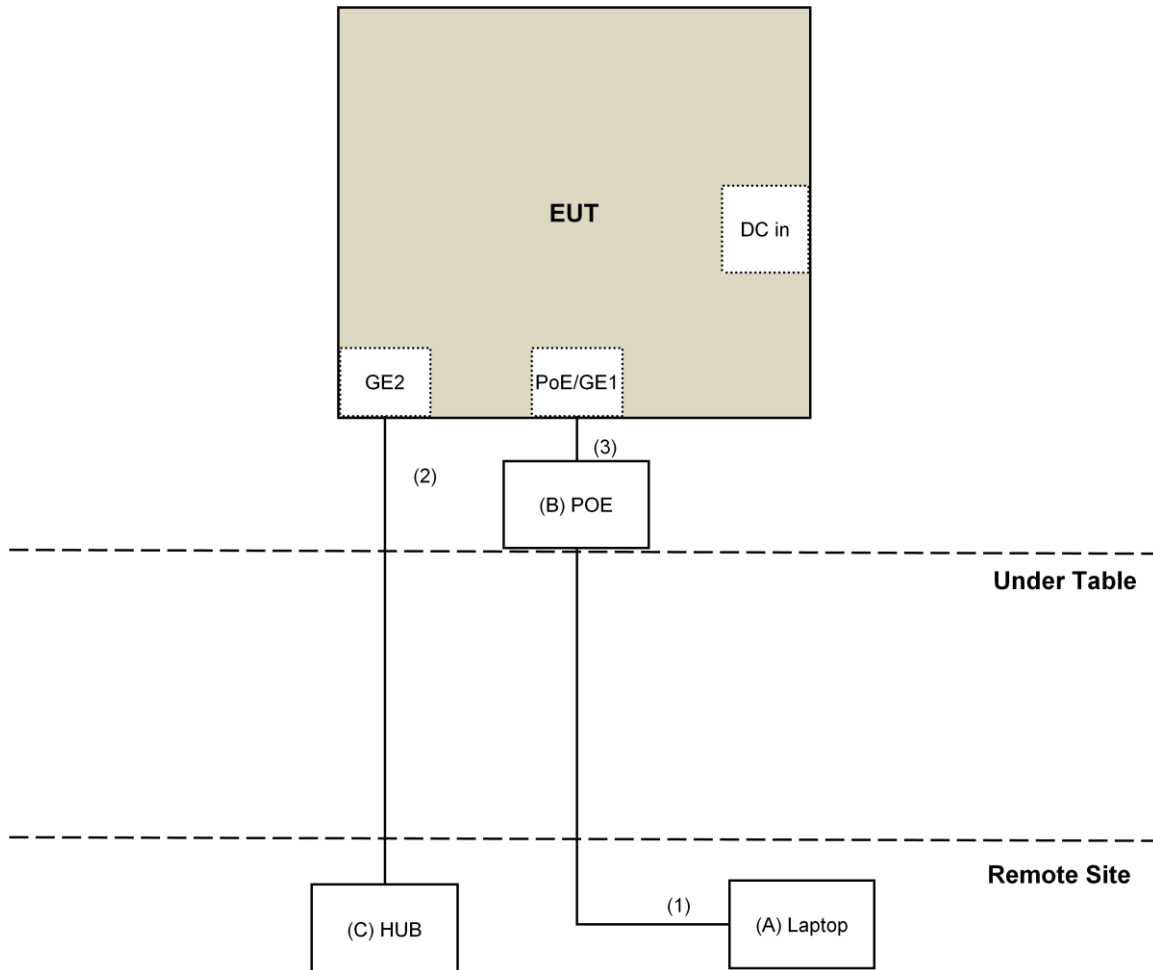 EUT
DC in
GE2
PoE/GE1
(3)
(2)
(B) POE
Under Table
Remote Site
(1)
(C) HUB
(A) Laptop